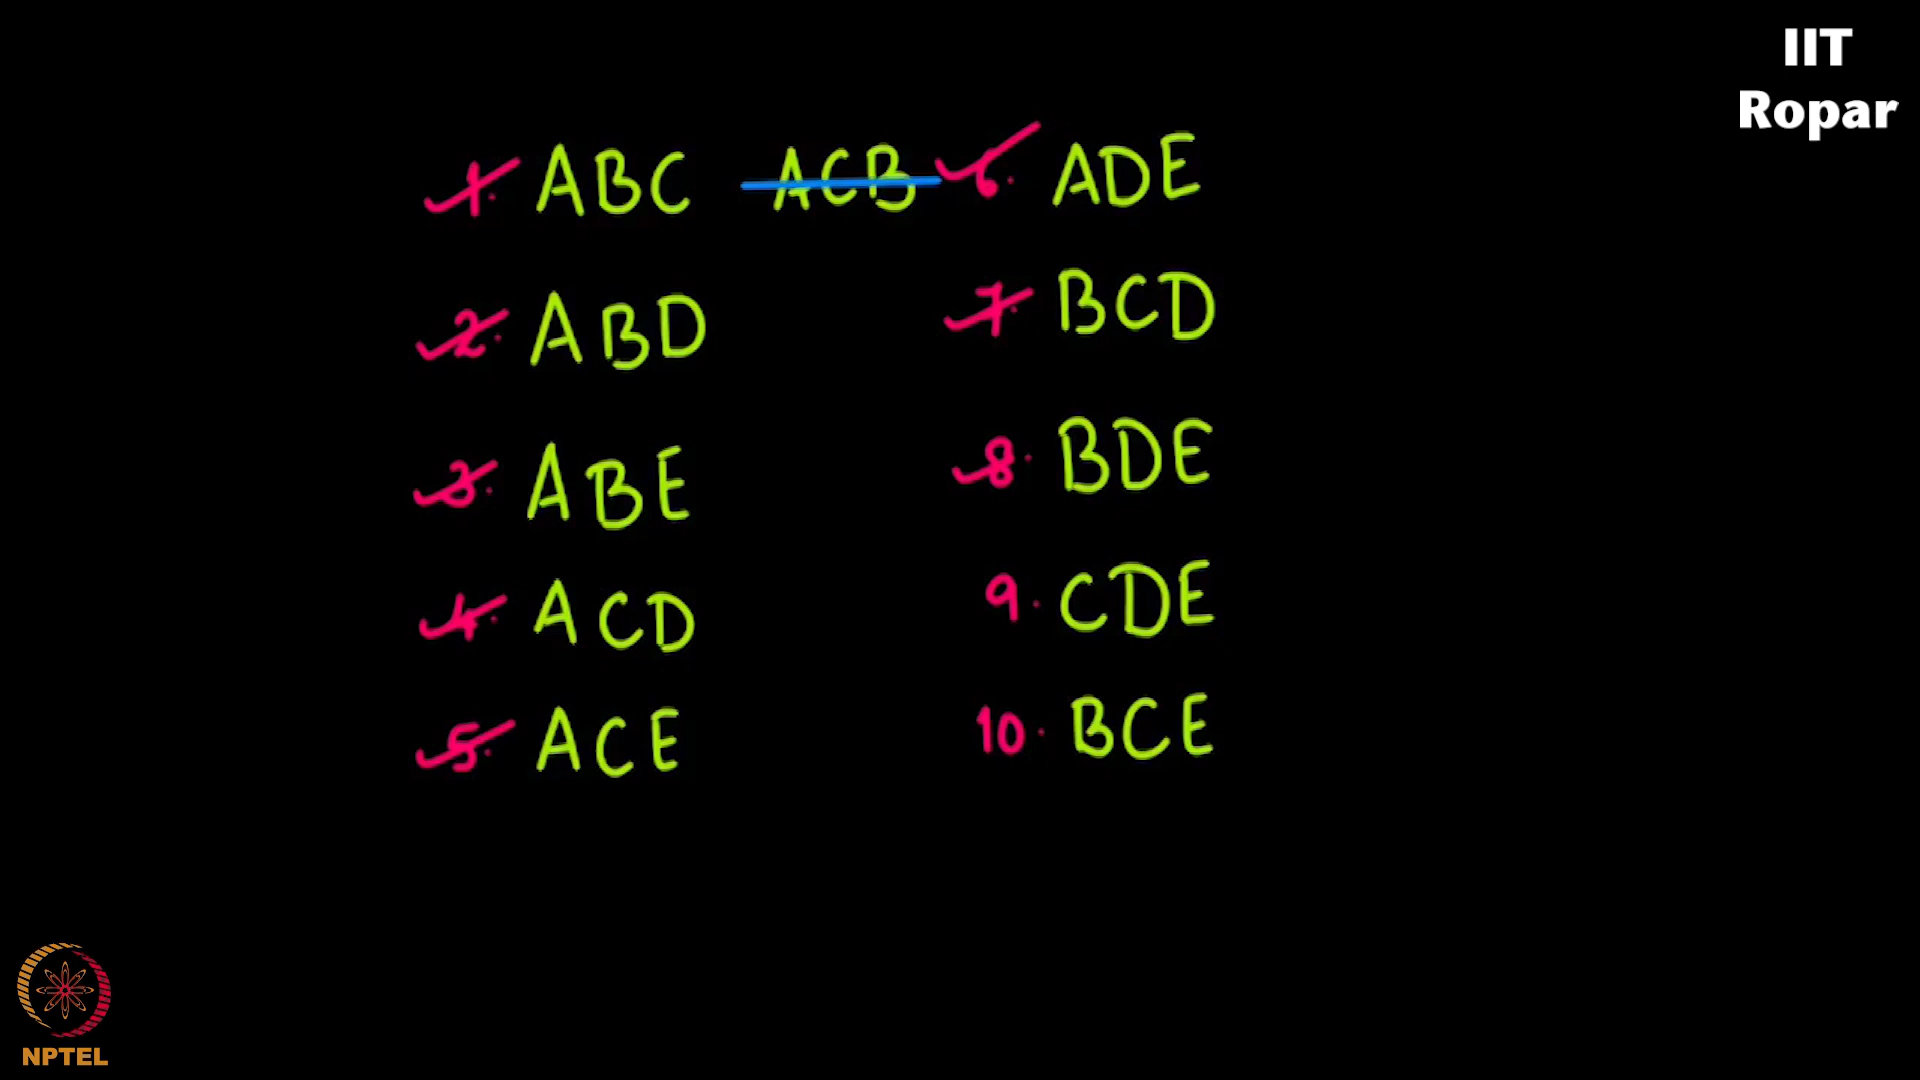 IIT
Ropar
1. ABC ACB
2. ABD
3. ABE
4. ACD
5. ACE
6. ADE
7. BCD
8. BDE
9. CDE
10. BCE
NPTEL